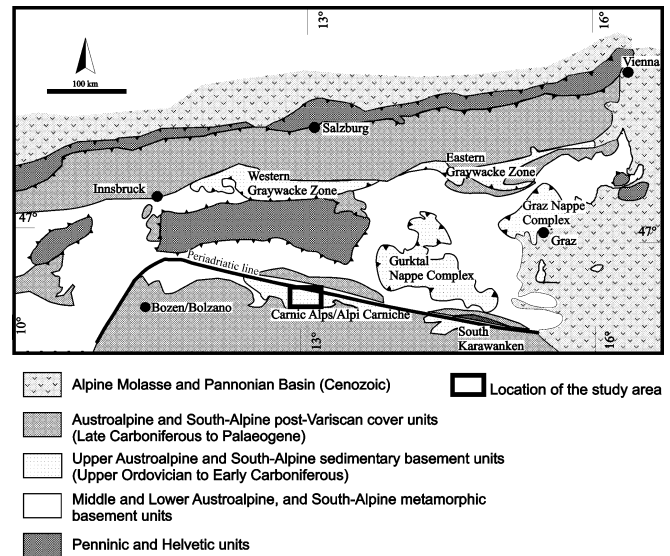 13°
16°
Vienna
100 km
Salzburg
Eastern
Graywacke Zone
Western
Graywacke Zone
Innsbruck
Graz Nappe
Complex
47°
47°
Graz
Gurktal
Nappe Complex
Periadriatic line
Bozen/Bolzano
Carnic Alps/Alpi Carniche
10°
13°
South
Karawanken
16°
Alpine Molasse and Pannonian Basin (Cenozoic)
Location of the study area
Austroalpine and South-Alpine post-Variscan cover units
(Late Carboniferous to Palaeogene)
Upper Austroalpine and South-Alpine sedimentary basement units
(Upper Ordovician to Early Carboniferous)
Middle and Lower Austroalpine, and South-Alpine metamorphic
basement units
Penninic and Helvetic units